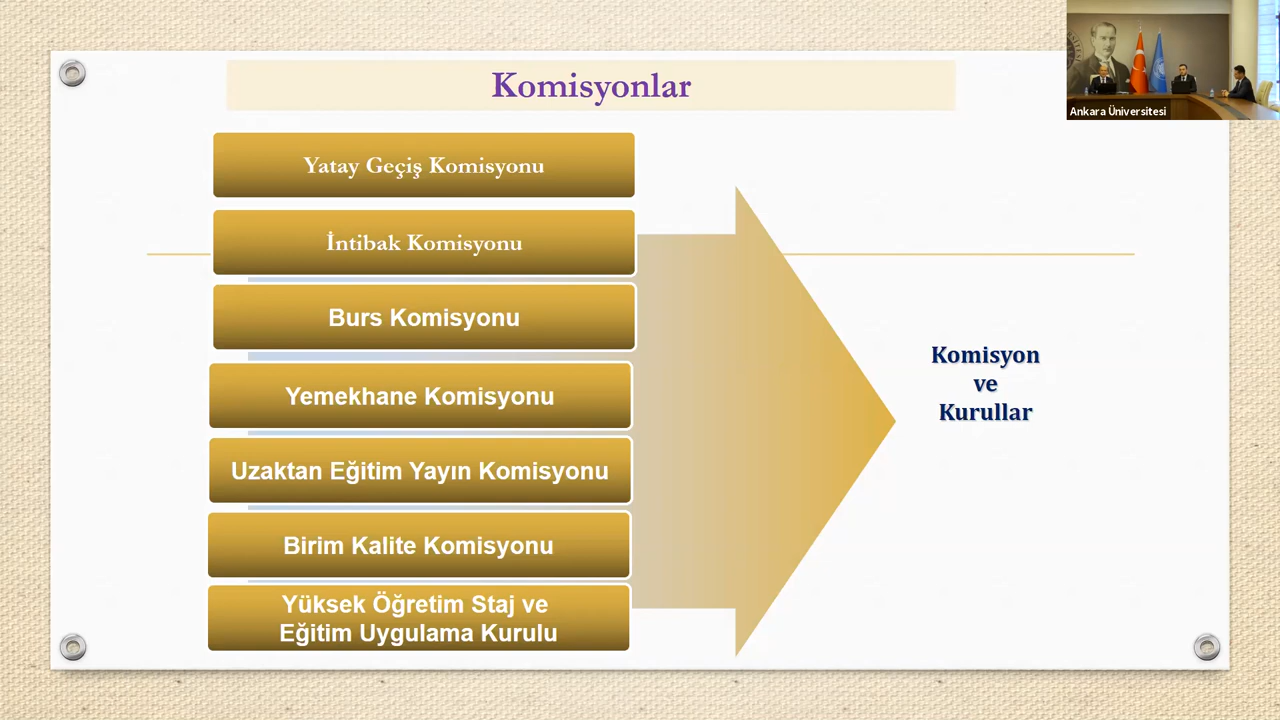 Komisyonlar
Ankara Üniversitesi
Yatay Geçiş Komisyonu
İntibak Komisyonu
Burs Komisyonu
Yemekhane Komisyonu
Uzaktan Eğitim Yayın Komisyonu
Birim Kalite Komisyonu
Yüksek Öğretim Staj ve
Eğitim Uygulama Kurulu
Komisyon
ve
Kurullar